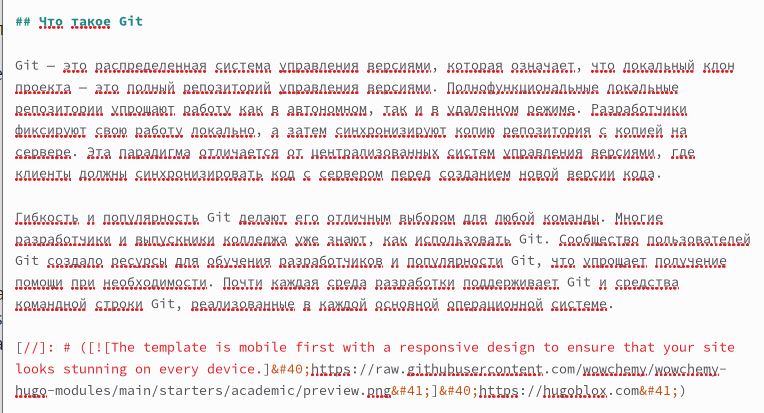 ## Что такое Git
Git — это распределенная система управления версиями, которая означает, что локальный клон
проекта — это полный репозиторий управления версиями. Полнофункциональные локальные
репозитории упрощают работу как в автономном, так и в удаленном режиме. Разработчики
фиксируют свою работу локально, а затем синхронизируют копию репозитория с копией на
сервере. Эта парадигма отличается от централизованных систем управления версиями, где
клиенты должны синхронизировать код с сервером перед созданием новой версии кода.
Гибкость и популярность Git делают его отличным выбором для любой команды. Многие
разработчики и выпускники колледжа уже знают, как использовать Git. Сообщество пользователей
Git создало ресурсы для обучения разработчиков и популярности Git, что упрощает получение
помощи при необходимости. Почти каждая среда разработки поддерживает Git и средства
командной строки Git, реализованные в каждой основной операционной системе.
[//]: # ([![The template is mobile first with a responsive design to ensure that your site
looks stunning on every device.]&#40;https://raw.githubusercontent.com/wowchemy/wowchemy-
hugo-modules/main/starters/academic/preview.png&#41;]&#40;https://hugoblox.com&#41;)